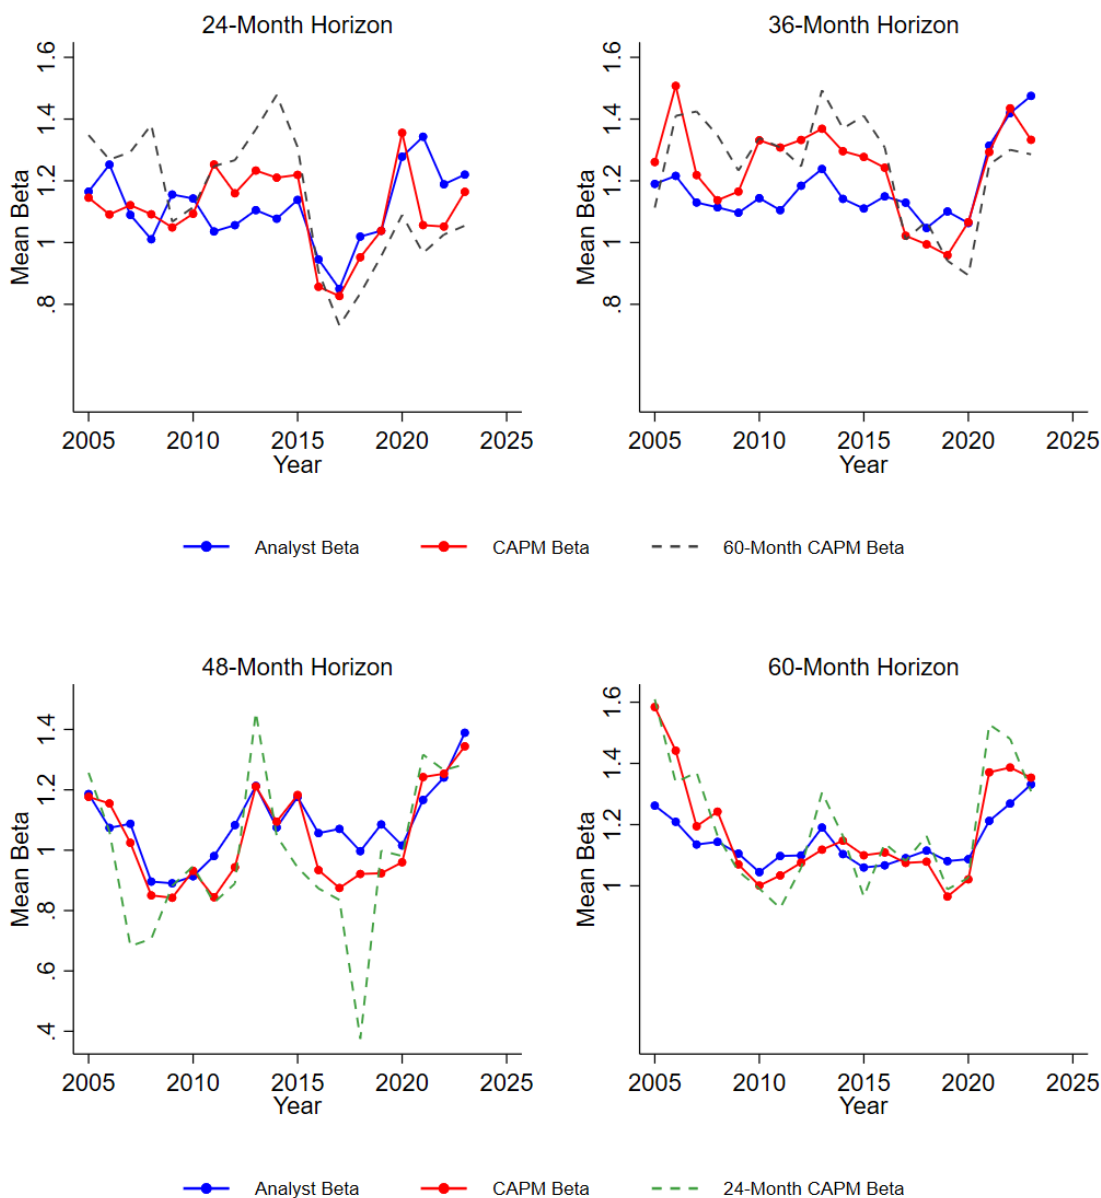 24-Month Horizon
Mean Beta
1.6
1.4
1.2
1
.8
2005 2010 2015 2020 2025
Year
36-Month Horizon
Mean Beta
1.6
1.4
1.2
1
.8
2005 2010 2015 2020 2025
Year
Analyst Beta CAPM Beta 60-Month CAPM Beta
48-Month Horizon
Mean Beta
1.4
1.2
1
.8
.6
.4
2005 2010 2015 2020 2025
Year
60-Month Horizon
Mean Beta
1.6
1.4
1.2
1
2005 2010 2015 2020 2025
Year
Analyst Beta CAPM Beta 24-Month CAPM Beta